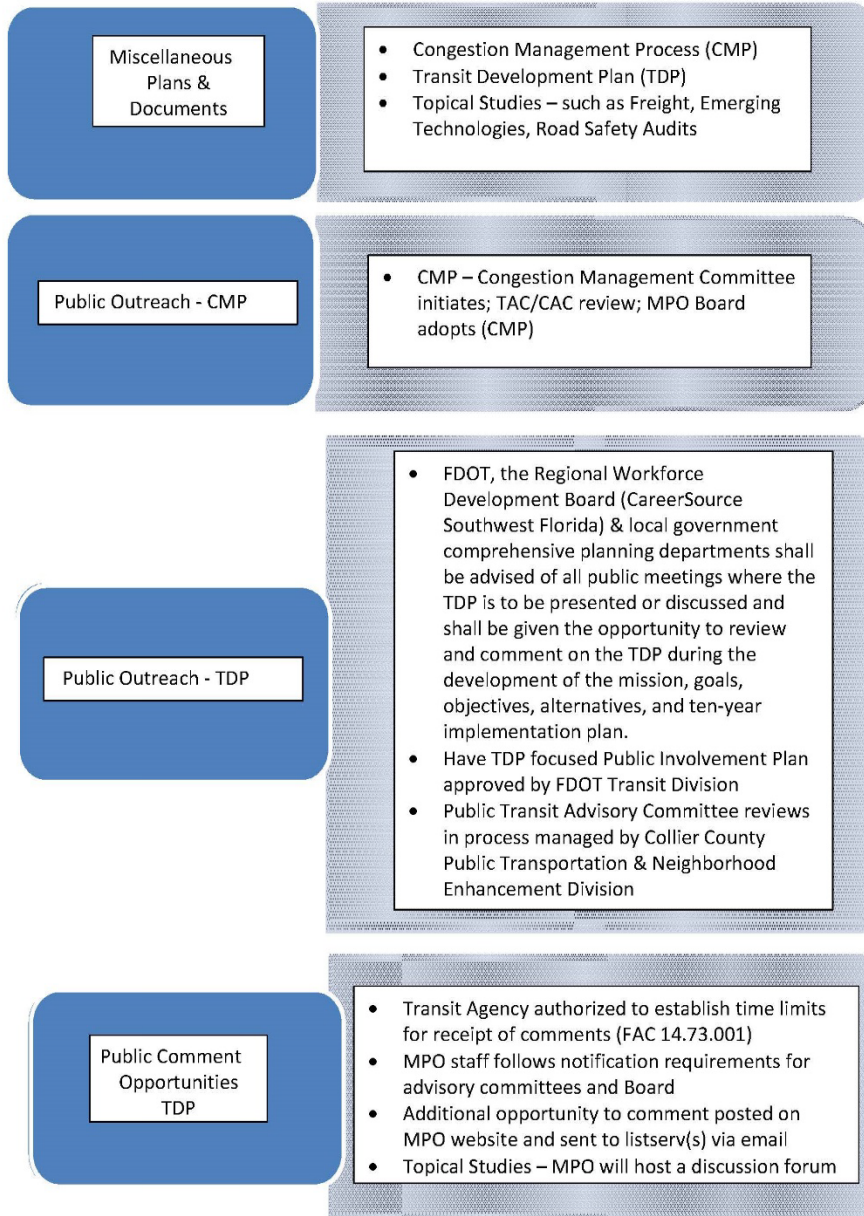 Miscellaneous
Plans &
Documents
• Congestion Management Process (CMP)
• Transit Development Plan (TDP)
• Topical Studies – such as Freight, Emerging
Technologies, Road Safety Audits
Public Outreach - CMP
• CMP – Congestion Management Committee
initiates; TAC/CAC review; MPO Board
adopts (CMP)
Public Outreach - TDP
• FDOT, the Regional Workforce
Development Board (CareerSource
Southwest Florida) & local government
comprehensive planning departments shall
be advised of all public meetings where the
TDP is to be presented or discussed and
shall be given the opportunity to review
and comment on the TDP during the
development of the mission, goals,
objectives, alternatives, and ten-year
implementation plan.
• Have TDP focused Public Involvement Plan
approved by FDOT Transit Division
• Public Transit Advisory Committee reviews
in process managed by Collier County
Public Transportation & Neighborhood
Enhancement Division
Public Comment
Opportunities
TDP
• Transit Agency authorized to establish time limits
for receipt of comments (FAC 14.73.001)
• MPO staff follows notification requirements for
advisory committees and Board
• Additional opportunity to comment posted on
MPO website and sent to listserv(s) via email
• Topical Studies – MPO will host a discussion forum